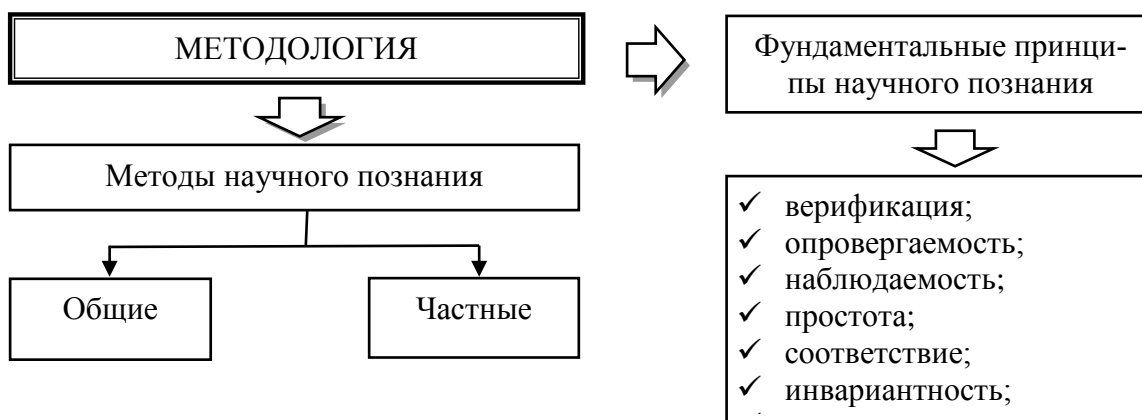 МЕТОДОЛОГИЯ
Фундаментальные принци-
пы научного познания
Методы научного познания
Общие
Частные
✓ верификация;
✓ опровергаемость;
✓ наблюдаемость;
✓ простота;
✓ соответствие;
✓ инвариантность;